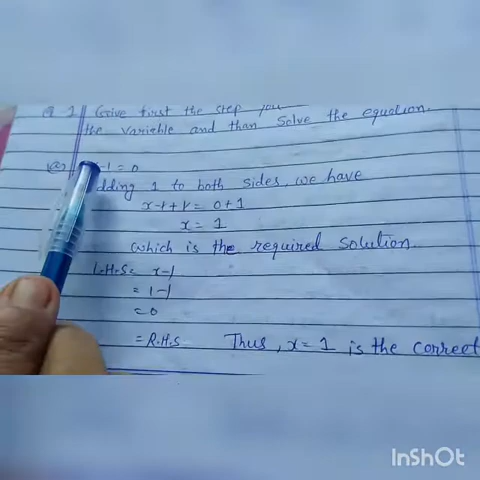 Q 1 Give first the step you
the variable and than solve the equation.
(a) -1 = 0
dding 1 to both sides, we have
x-1+1 = 0+1
x = 1
which is the required solution
L.H.S = x-1
= 1-1
= 0
= R.H.S Thus, x = 1 is the correct
InShOt